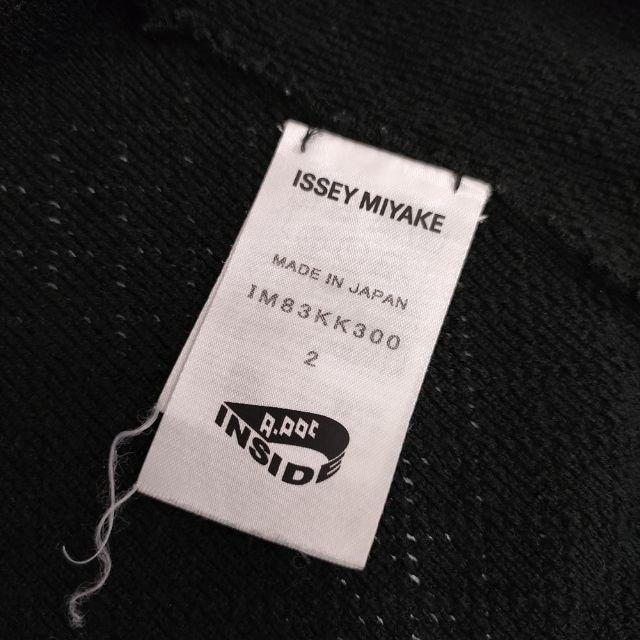 ISSEY MIYAKE
MADE IN JAPAN
IM83KK300
2
A.POC
INSIDE